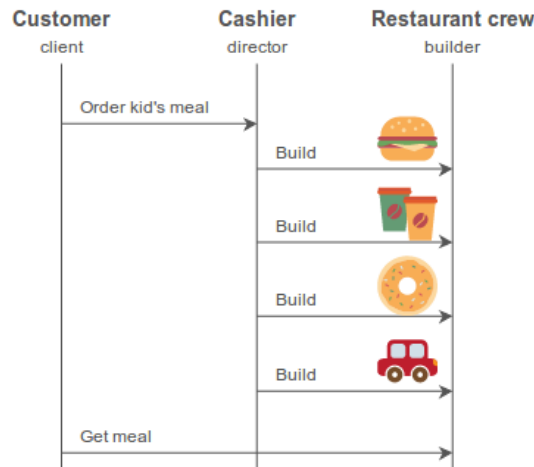 Customer Cashier Restaurant crew
client director builder
Order kid's meal
Build
Build
Build
Build
Get meal